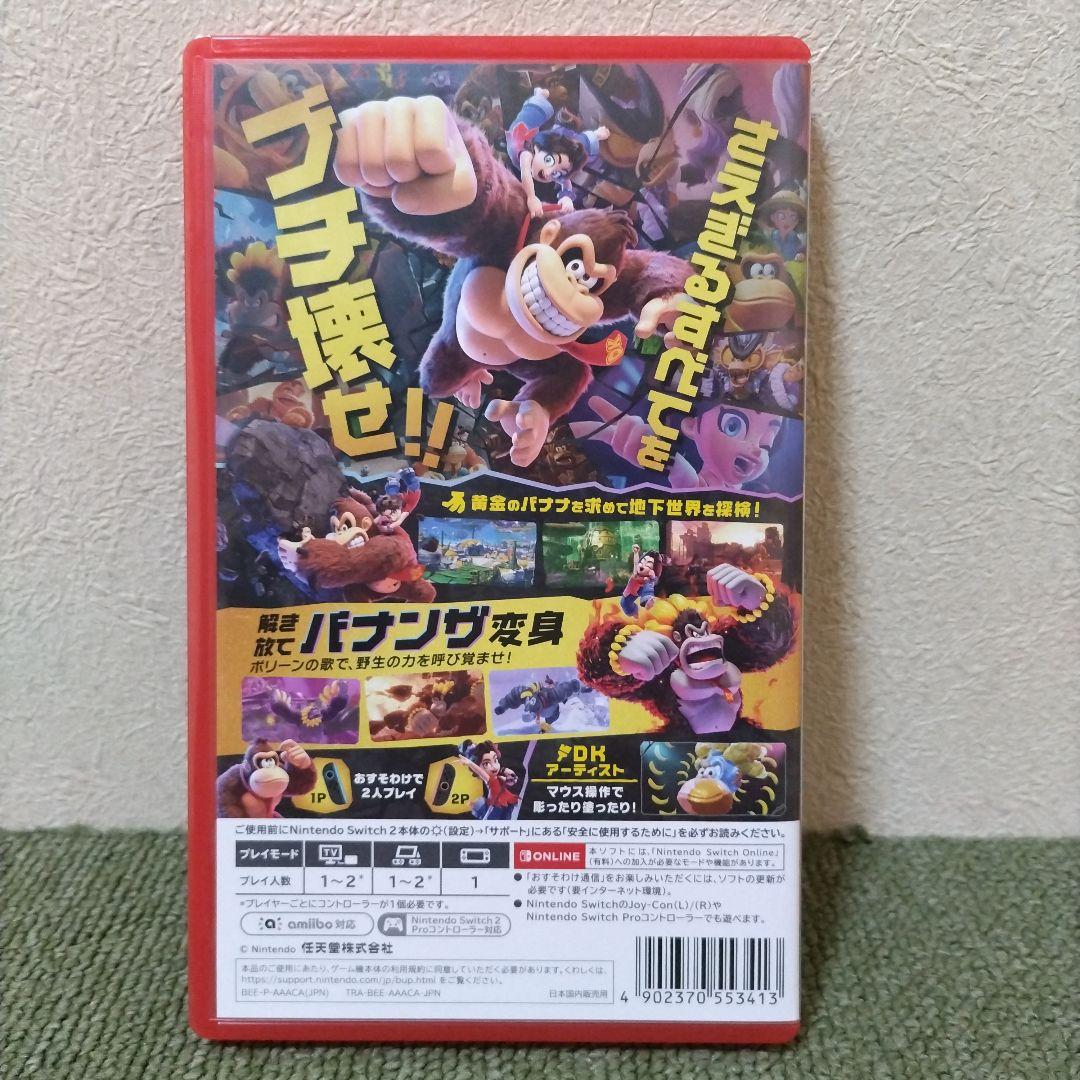 さえぎるすべてを
ブチ壊せ!!
DK
黄金のバナナを求めて地下世界を探検!
解き放て
バナンザ変身
ポリーンの歌で、野生の力を呼び覚ませ!
1P
おすそわけで
2人プレイ
2P
DK
アーティスト
マウス操作で
彫ったり塗ったり!
ご使用前にNintendo Switch 2本体の(設定)→「サポート」にある「安全に使用するために」を必ずお読みください。
プレイモード TV
プレイ人数 1~2* 1~2* 1
*プレイヤーごとにコントローラーが1個必要です。
amiibo 対応
Nintendo Switch 2
Proコントローラー対応
ONLINE
本ソフトには、「Nintendo Switch Online」
(有料)への加入が必要なモードや機能があります。
● 「おすそわけ通信」をお楽しみいただくには、ソフトの更新が
必要です(要インターネット環境)。
● Nintendo SwitchのJoy-Con(L)/(R)や
Nintendo Switch Proコントローラーでも遊べます。
© Nintendo 任天堂株式会社
本品のご使用にあたり、ゲーム機本体の利用規約に同意していただく必要があります。くわしくは、
https://support.nintendo.com/jp/bup.html をご覧ください。
BEE-P-AAACA(JPN) TRA-BEE-AAACA-JPN 日本国内販売用
4 902370 553413